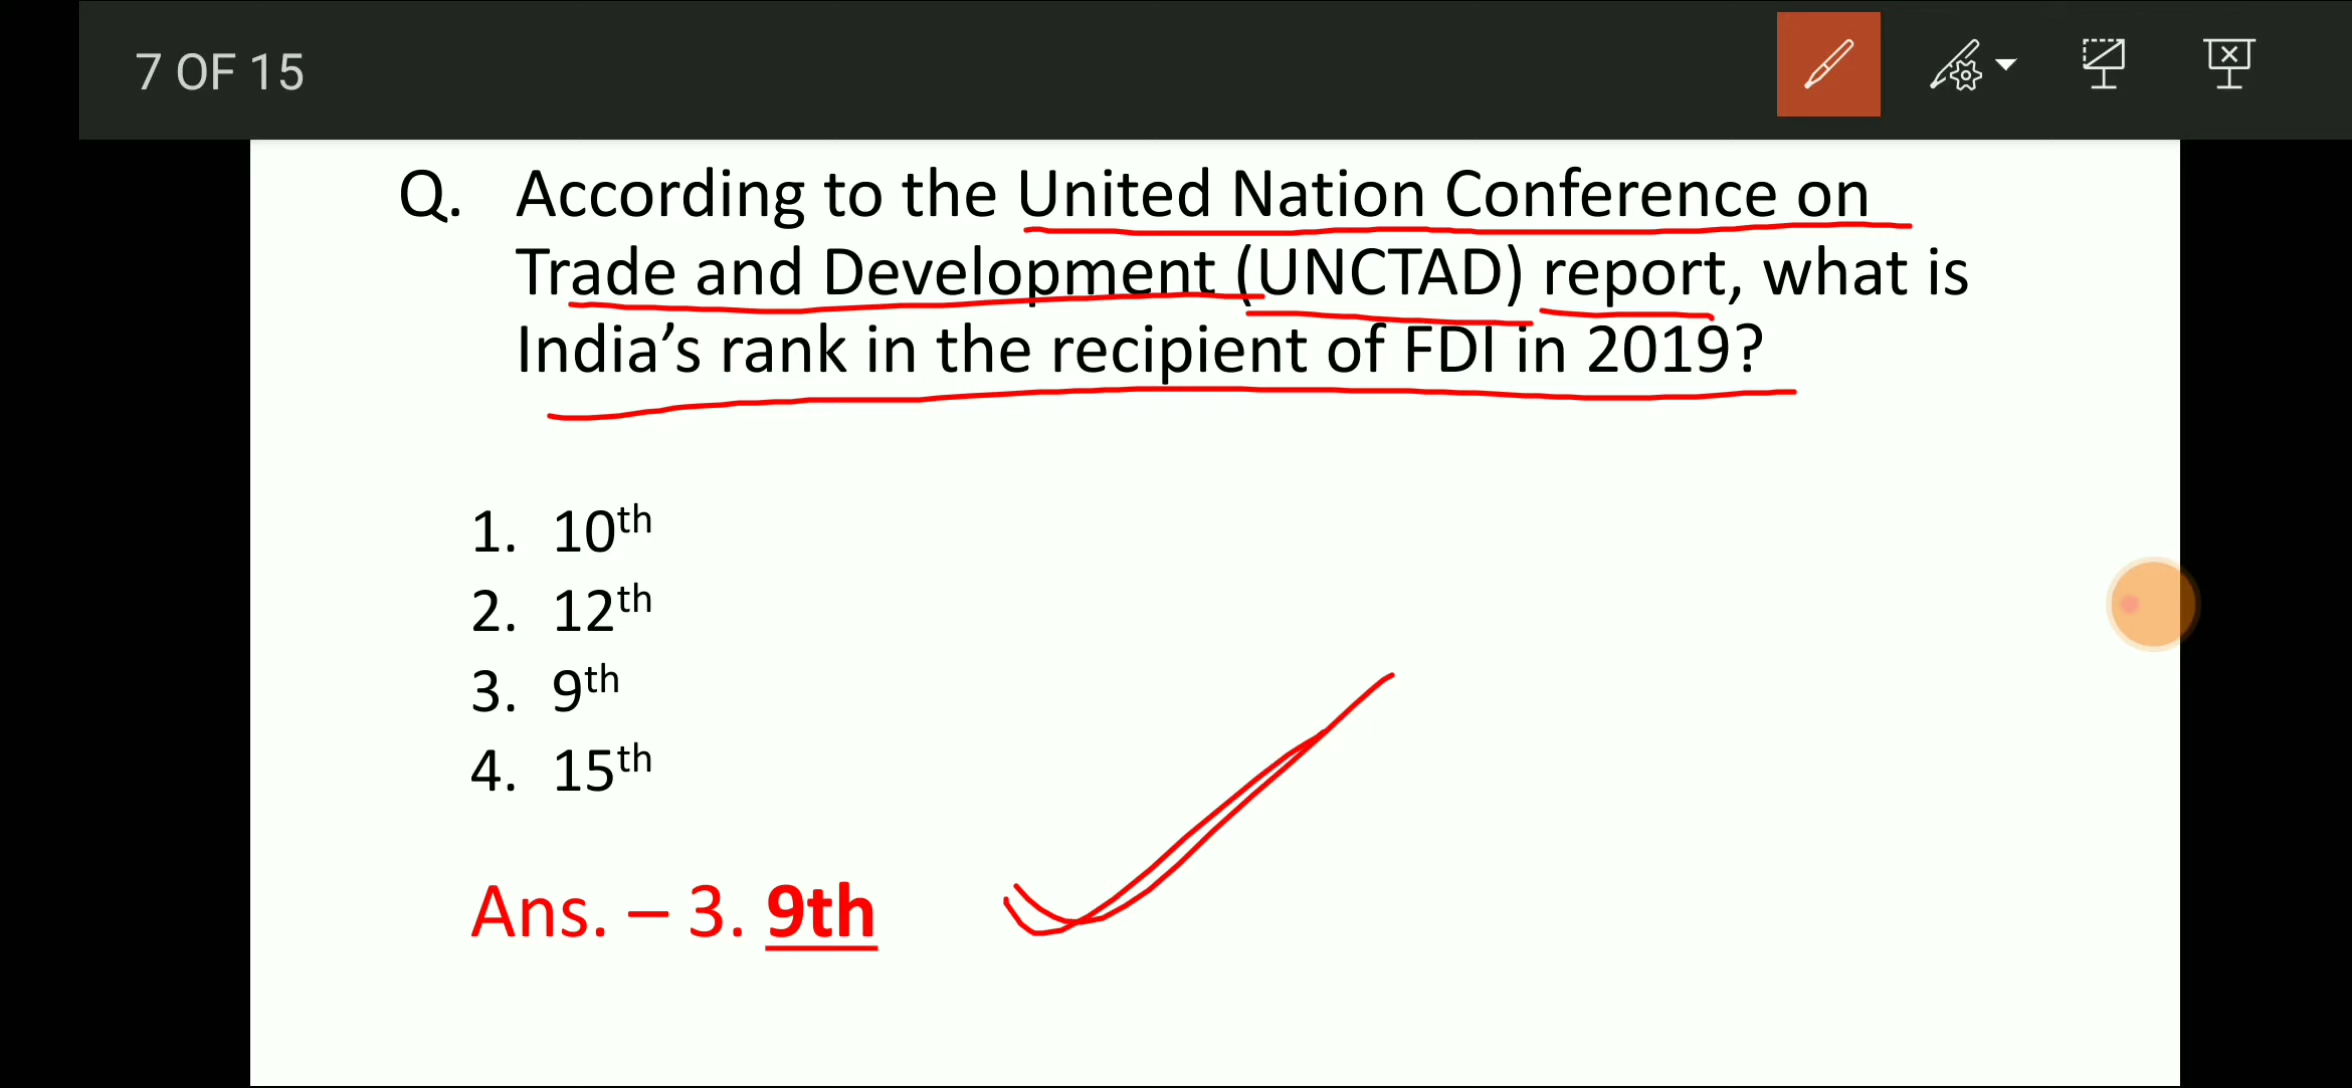 7 OF 15
Q. According to the United Nation Conference on
Trade and Development (UNCTAD) report, what is
India’s rank in the recipient of FDI in 2019?
1. 10th
2. 12th
3. 9th
4. 15th
Ans. – 3. 9th